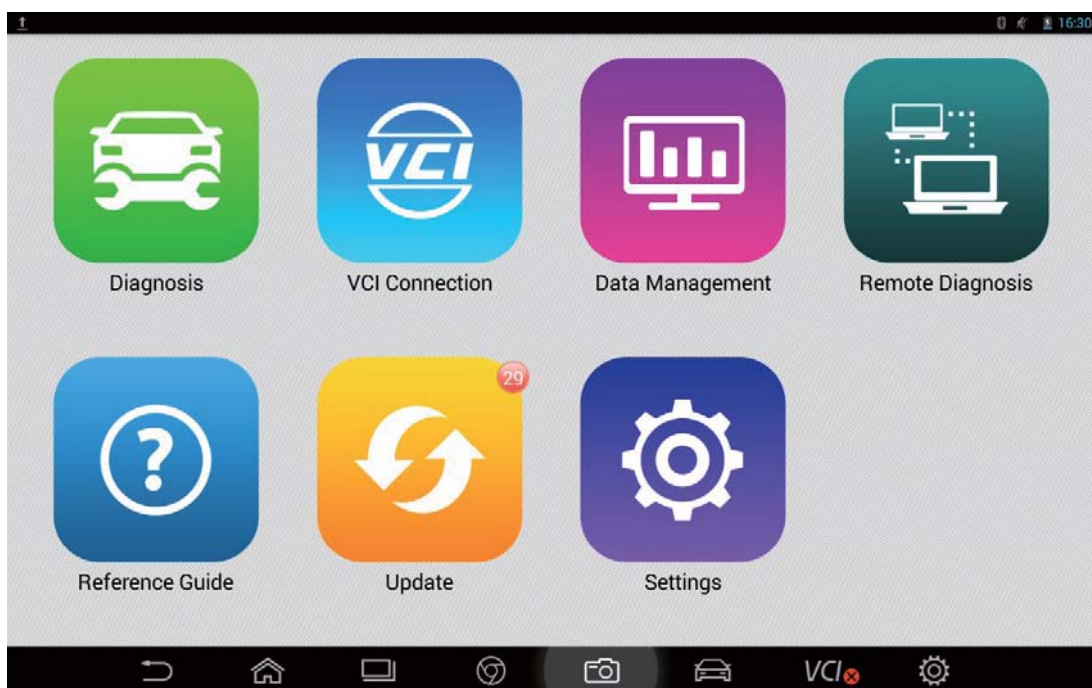 16:30
VCI
Diagnosis
VCI Connection
Data Management
Remote Diagnosis
?
29
Reference Guide
Update
Settings
VCI